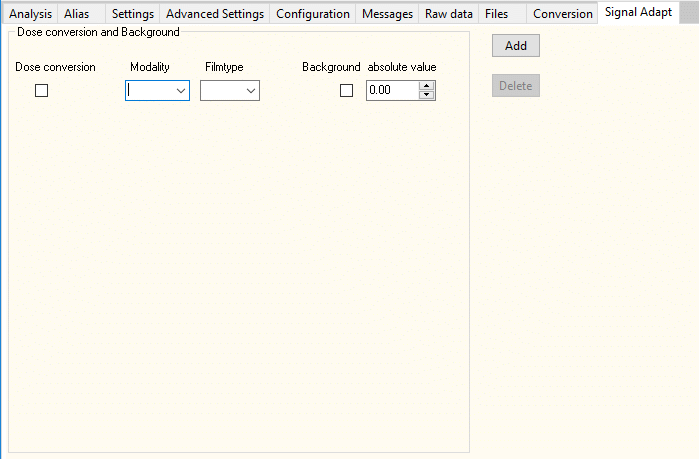 Analysis Alias Settings Advanced Settings Configuration Messages Raw data Files Conversion Signal Adapt
Dose conversion and Background
Add
Dose conversion Modality Filmtype Background absolute value
Delete
0.00